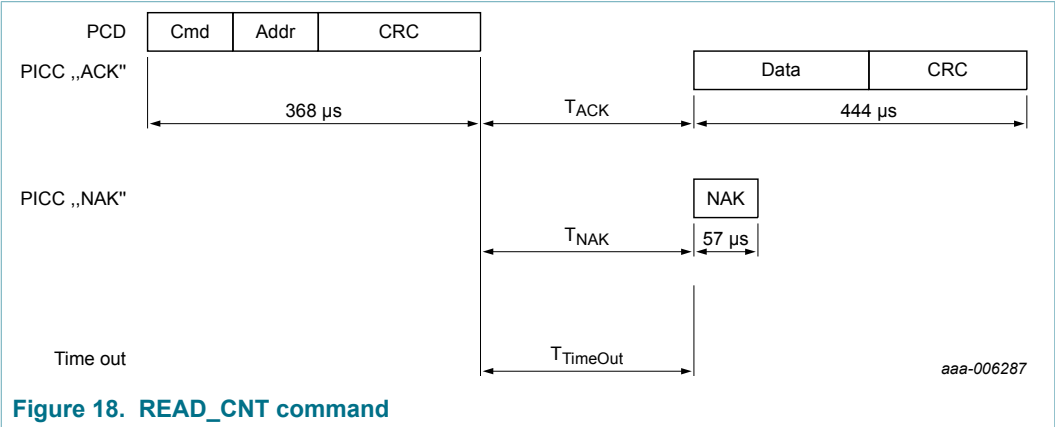 PCD Cmd Addr CRC
PICC ,,ACK" Data CRC
368 µs TACK 444 µs
PICC ,,NAK" NAK
TNAK 57 µs
Time out TTimeOut aaa-006287
Figure 18. READ_CNT command